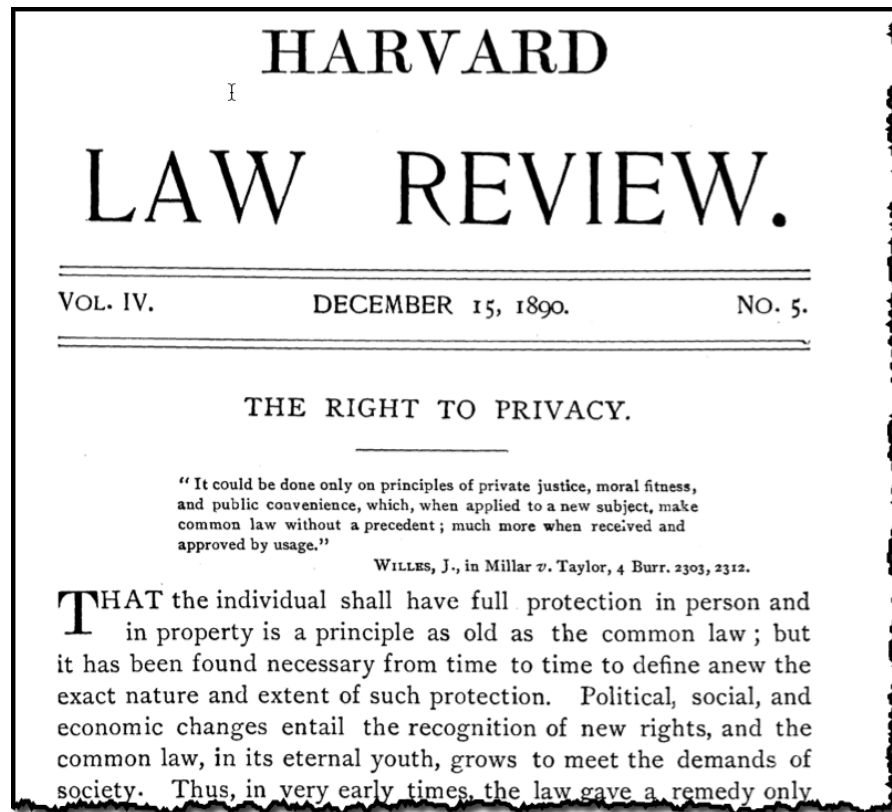 HARVARD
LAW REVIEW.
VOL. IV. DECEMBER 15, 1890. NO. 5.
THE RIGHT TO PRIVACY.
“ It could be done only on principles of private justice, moral fitness,
and public convenience, which, when applied to a new subject, make
common law without a precedent ; much more when received and
approved by usage.”
WILLES, J., in Millar v. Taylor, 4 Burr. 2303, 2312.
THAT the individual shall have full protection in person and
in property is a principle as old as the common law ; but
it has been found necessary from time to time to define anew the
exact nature and extent of such protection. Political, social, and
economic changes entail the recognition of new rights, and the
common law, in its eternal youth, grows to meet the demands of
society. Thus, in very early times, the law gave a remedy only